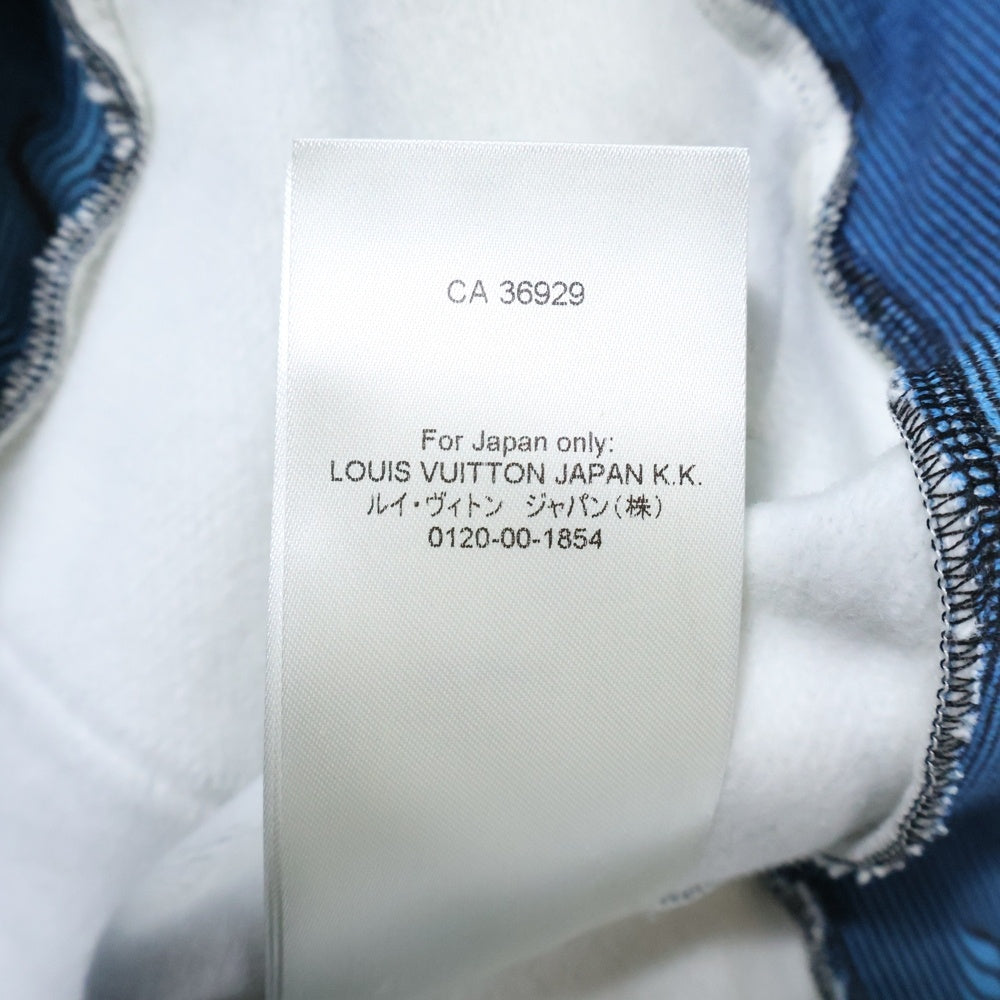 CA 36929
For Japan only:
LOUIS VUITTON JAPAN K.K.
ルイ・ヴィトン　ジャパン(株)
0120-00-1854